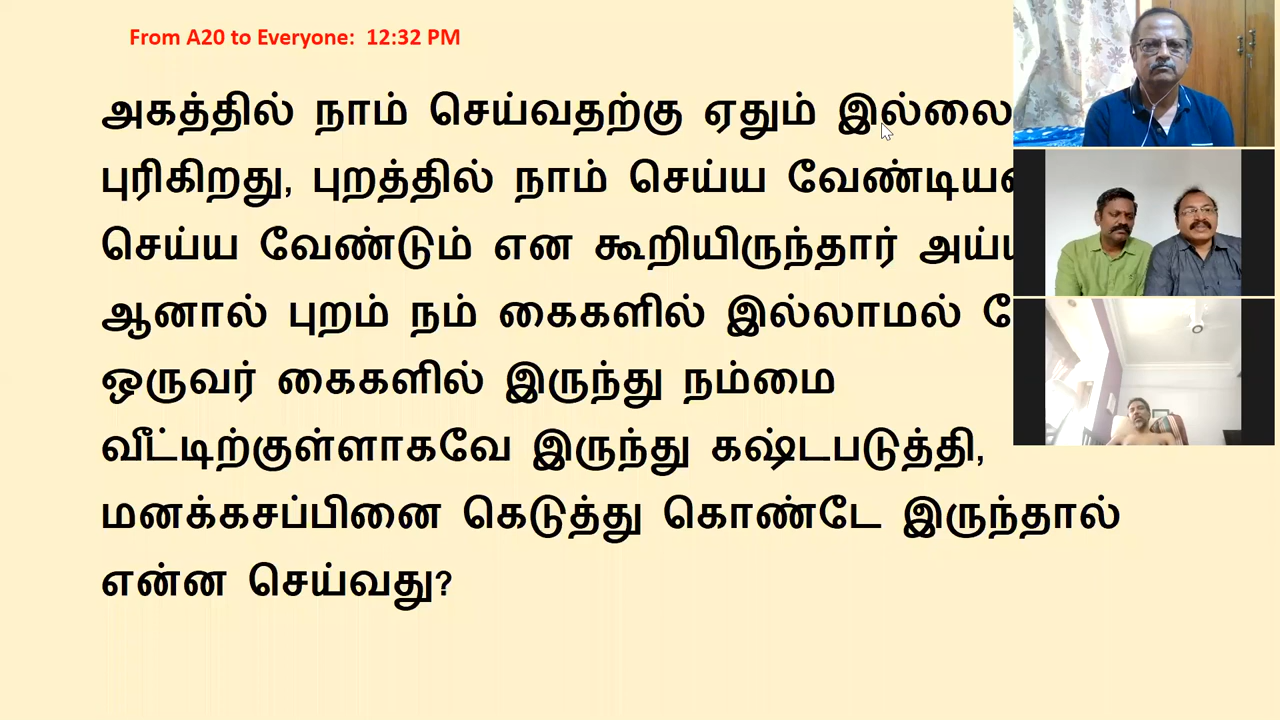 From A20 to Everyone: 12:32 PM
அகத்தில் நாம் செய்வதற்கு ஏதும் இல்லை
புரிகிறது, புறத்தில் நாம் செய்ய
செய்ய வேண்டும் என கூறியிருந்தார்
ஆனால் புறம் நம் கைகளில் இல்லாமல்
ஒருவர் கைகளில் இருந்து நம்மை
வீட்டிற்குள்ளாகவே இருந்து கஷ்டபடுத்தி,
மனக்கசப்பினை கெடுத்து கொண்டே இருந்தால்
என்ன செய்வது?